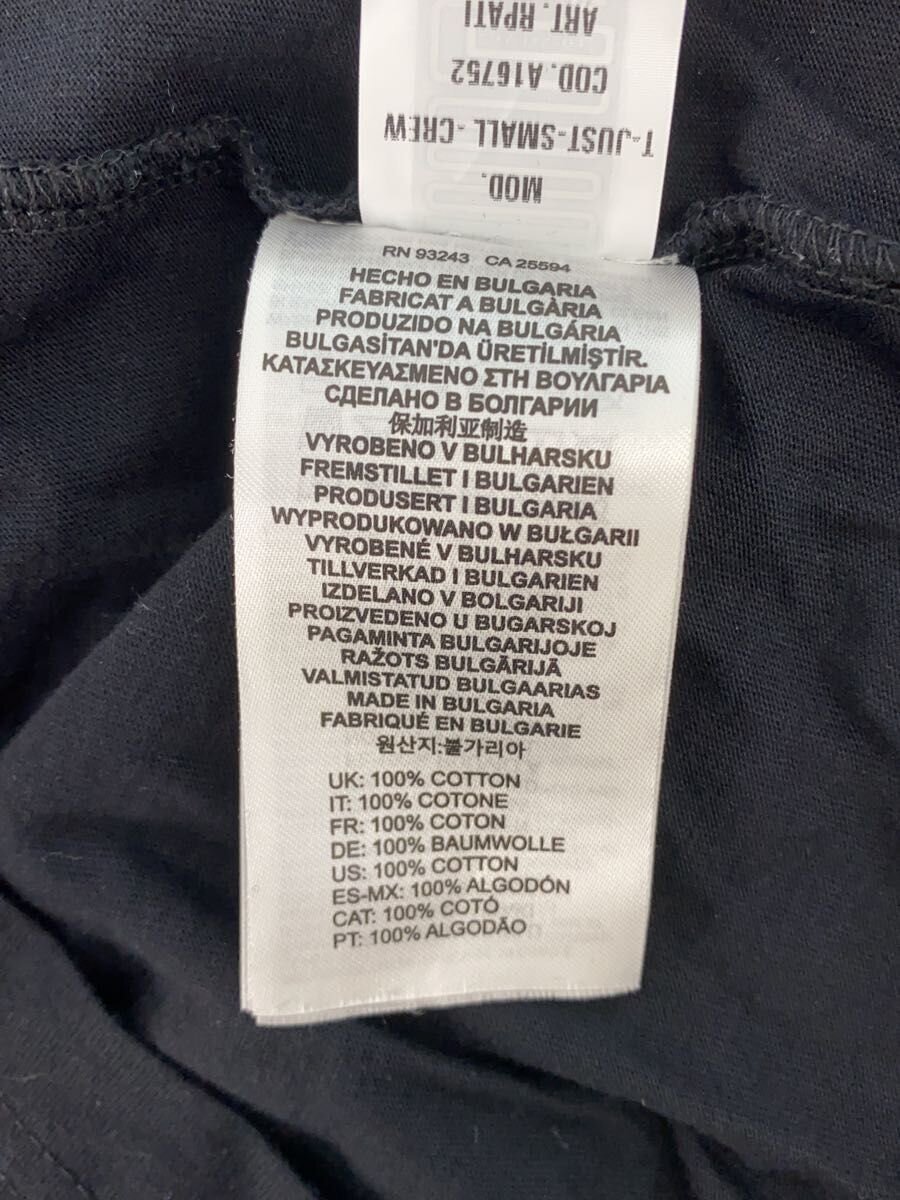 MOD.
T-JUST-SMALL-CREW
COD. A16752
ART. RPATI
RN 93243 CA 25594
HECHO EN BULGARIA
FABRICAT A BULGÀRIA
PRODUZIDO NA BULGÁRIA
BULGASİTAN'DA ÜRETİLMİŞTİR.
ΚΑΤΑΣΚΕΥΑΣΜΕΝΟ ΣΤΗ ΒΟΥΛΓΑΡΙΑ
СДЕЛАНО В БОЛГАРИИ
保加利亚制造
VYROBENO V BULHARSKU
FREMSTILLET I BULGARIEN
PRODUSERT I BULGARIA
WYPRODUKOWANO W BUŁGARII
VYROBENÉ V BULHARSKU
TILLVERKAD I BULGARIEN
IZDELANO V BOLGARIJI
PROIZVEDENO U BUGARSKOJ
PAGAMINTA BULGARIJOJE
RAŽOTS BULGĀRIJĀ
VALMISTATUD BULGAARIAS
MADE IN BULGARIA
FABRIQUÉ EN BULGARIE
원산지:불가리아
UK: 100% COTTON
IT: 100% COTONE
FR: 100% COTON
DE: 100% BAUMWOLLE
US: 100% COTTON
ES-MX: 100% ALGODÓN
CAT: 100% COTÓ
PT: 100% ALGODÃO